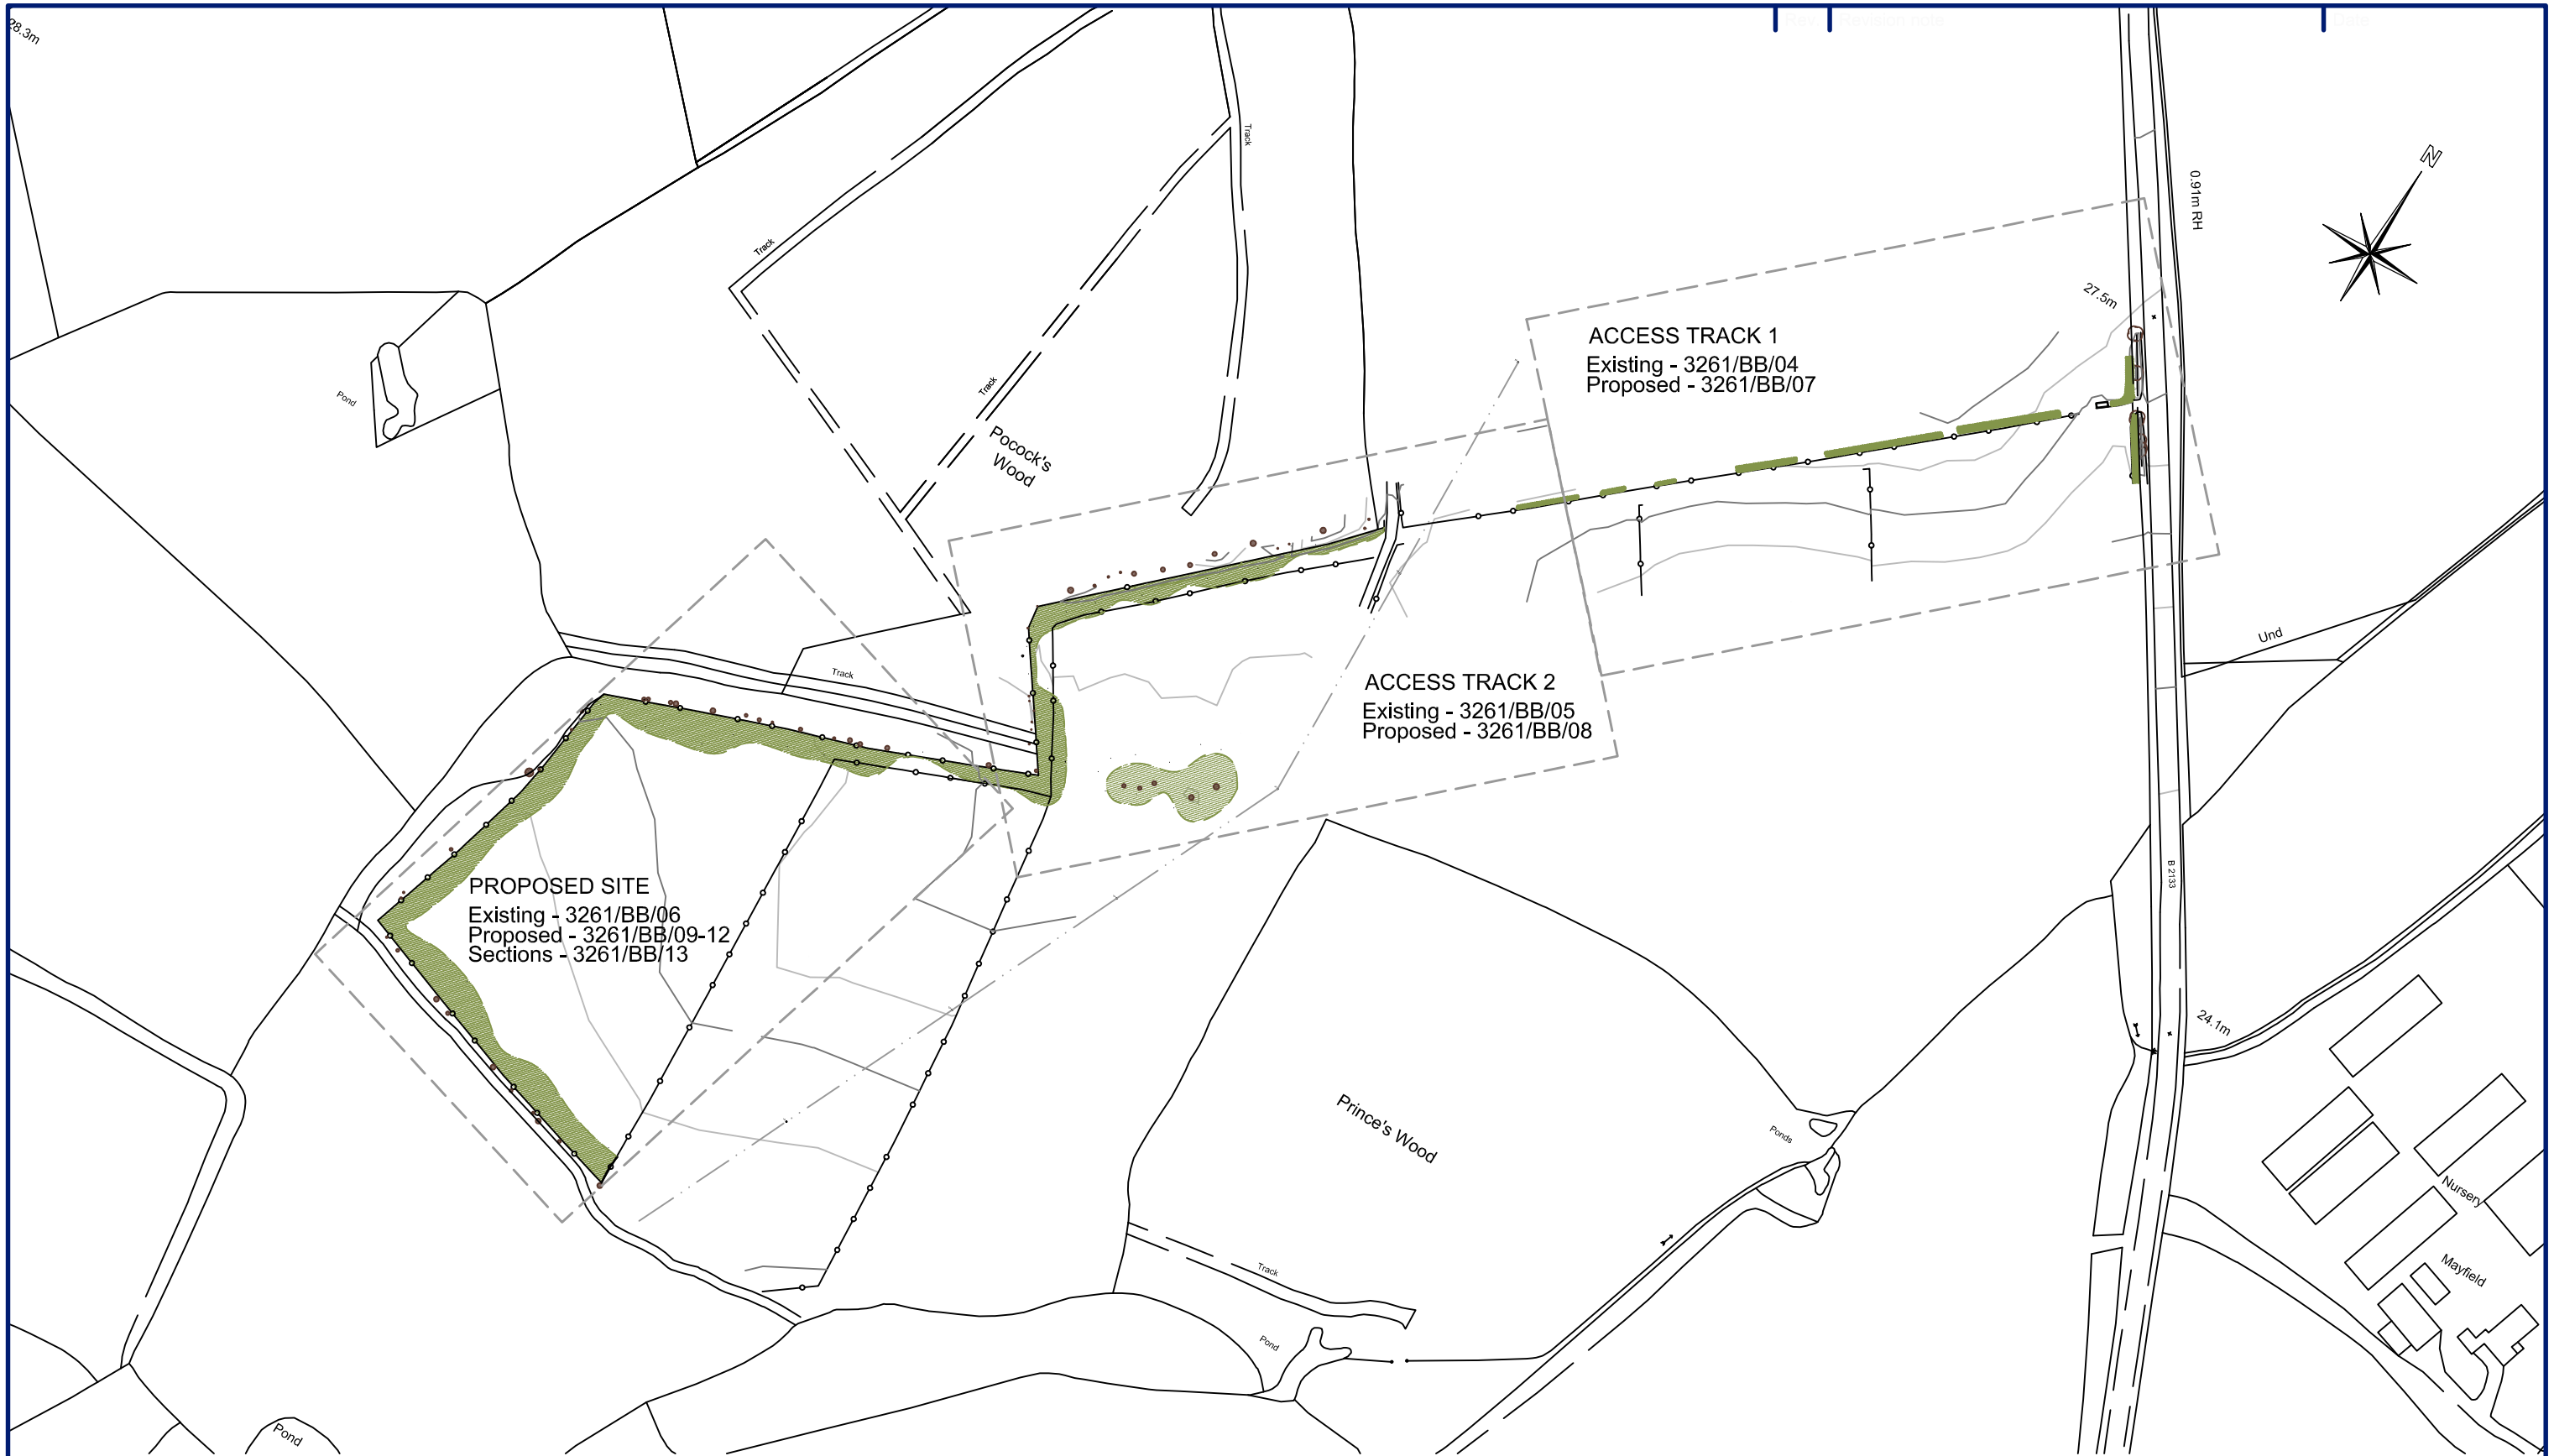 28.3m
Track
N
0.91m RH
Track
27.5m
ACCESS TRACK 1
Existing - 3261/BB/04
Proposed - 3261/BB/07
Track
Pond
Pocock's
Wood
Und
Track
ACCESS TRACK 2
Existing - 3261/BB/05
Proposed - 3261/BB/08
B 2133
PROPOSED SITE
Existing - 3261/BB/06
Proposed - 3261/BB/09-12
Sections - 3261/BB/13
24.1m
Prince's Wood
Ponds
Nursery
Mayfield
Track
Pond
Pond